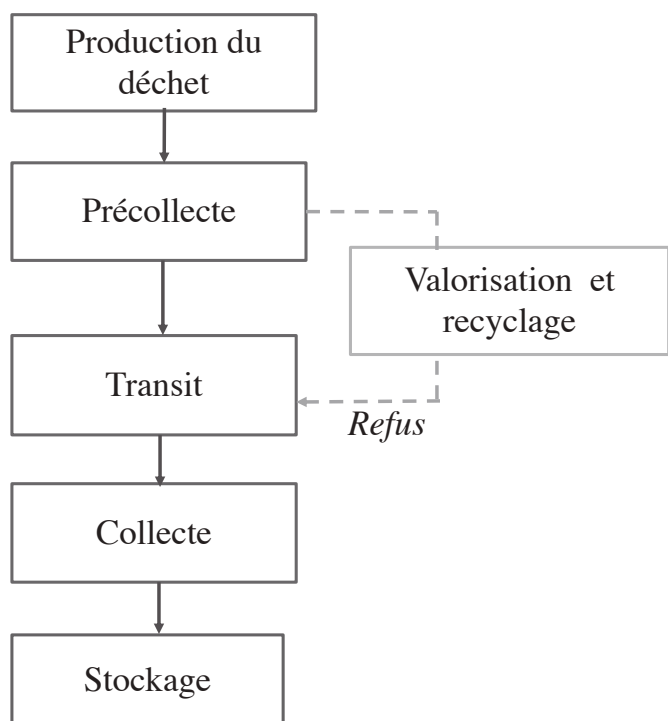 Production du
déchet
Précollecte
Valorisation et
recyclage
Transit
Refus
Collecte
Stockage